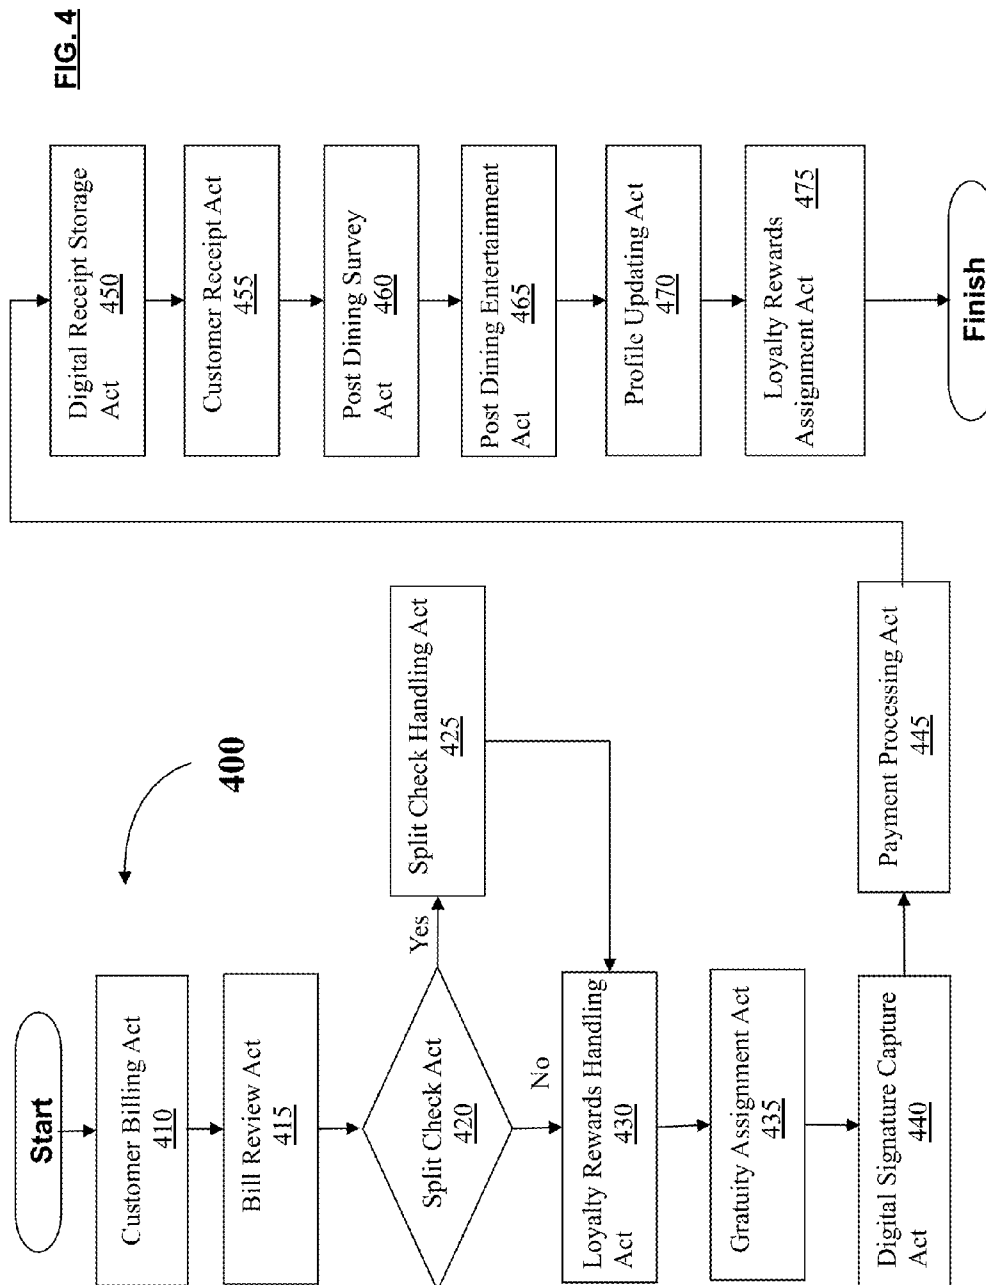 FIG. 4
400
Start
Customer Billing Act
410
Bill Review Act
415
Split Check Act
420
Yes
No
Split Check Handling Act
425
Loyalty Rewards Handling
Act
430
Gratuity Assignment Act
435
Digital Signature Capture
Act
440
Payment Processing Act
445
Digital Receipt Storage
Act
450
Customer Receipt Act
455
Post Dining Survey
Act
460
Post Dining Entertainment
Act
465
Profile Updating Act
470
Loyalty Rewards
Assignment Act
475
Finish